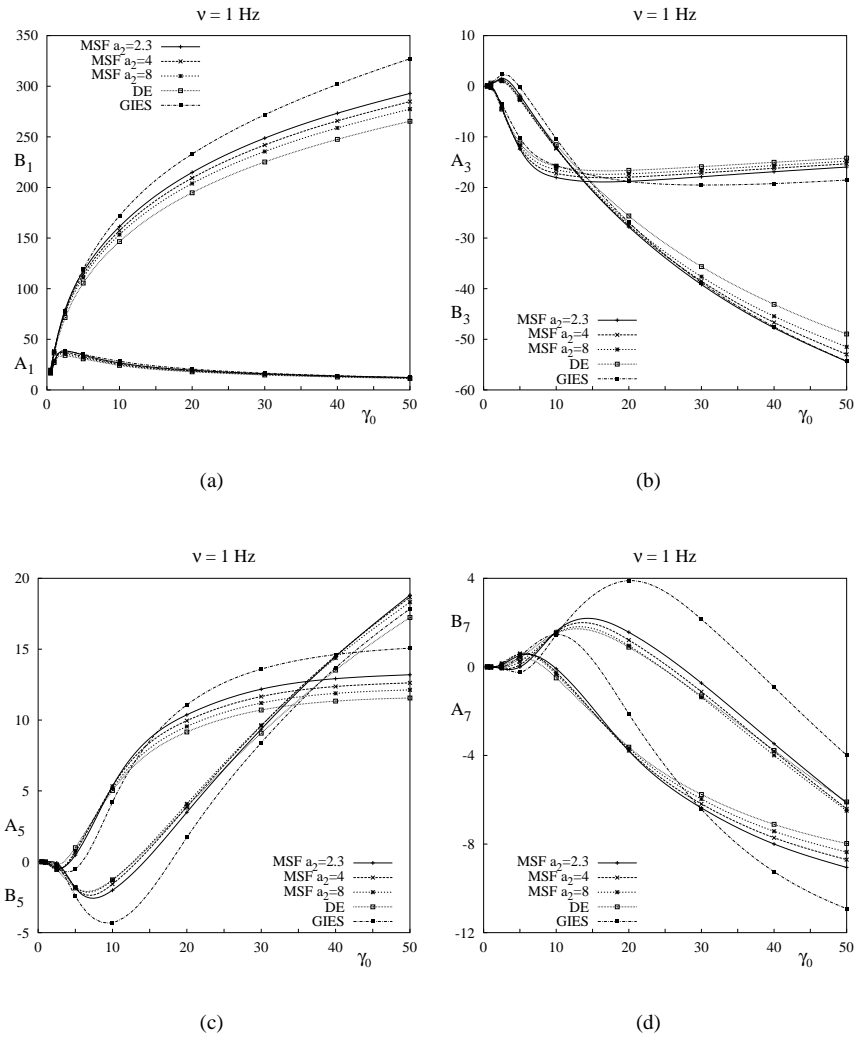 ν = 1 Hz
350
300
250
200
150
100
50
0
B₁
A₁
MSF a₂=2.3
MSF a₂=4
MSF a₂=8
DE
GIES
0 10 20 30 40 50
γ₀
(a)
ν = 1 Hz
10
0
-10
-20
-30
-40
-50
-60
A₃
B₃
MSF a₂=2.3
MSF a₂=4
MSF a₂=8
DE
GIES
0 10 20 30 40 50
γ₀
(b)
ν = 1 Hz
20
15
10
5
0
-5
A₅
B₅
MSF a₂=2.3
MSF a₂=4
MSF a₂=8
DE
GIES
0 10 20 30 40 50
γ₀
(c)
ν = 1 Hz
4
0
-4
-8
-12
B₇
A₇
MSF a₂=2.3
MSF a₂=4
MSF a₂=8
DE
GIES
0 10 20 30 40 50
γ₀
(d)